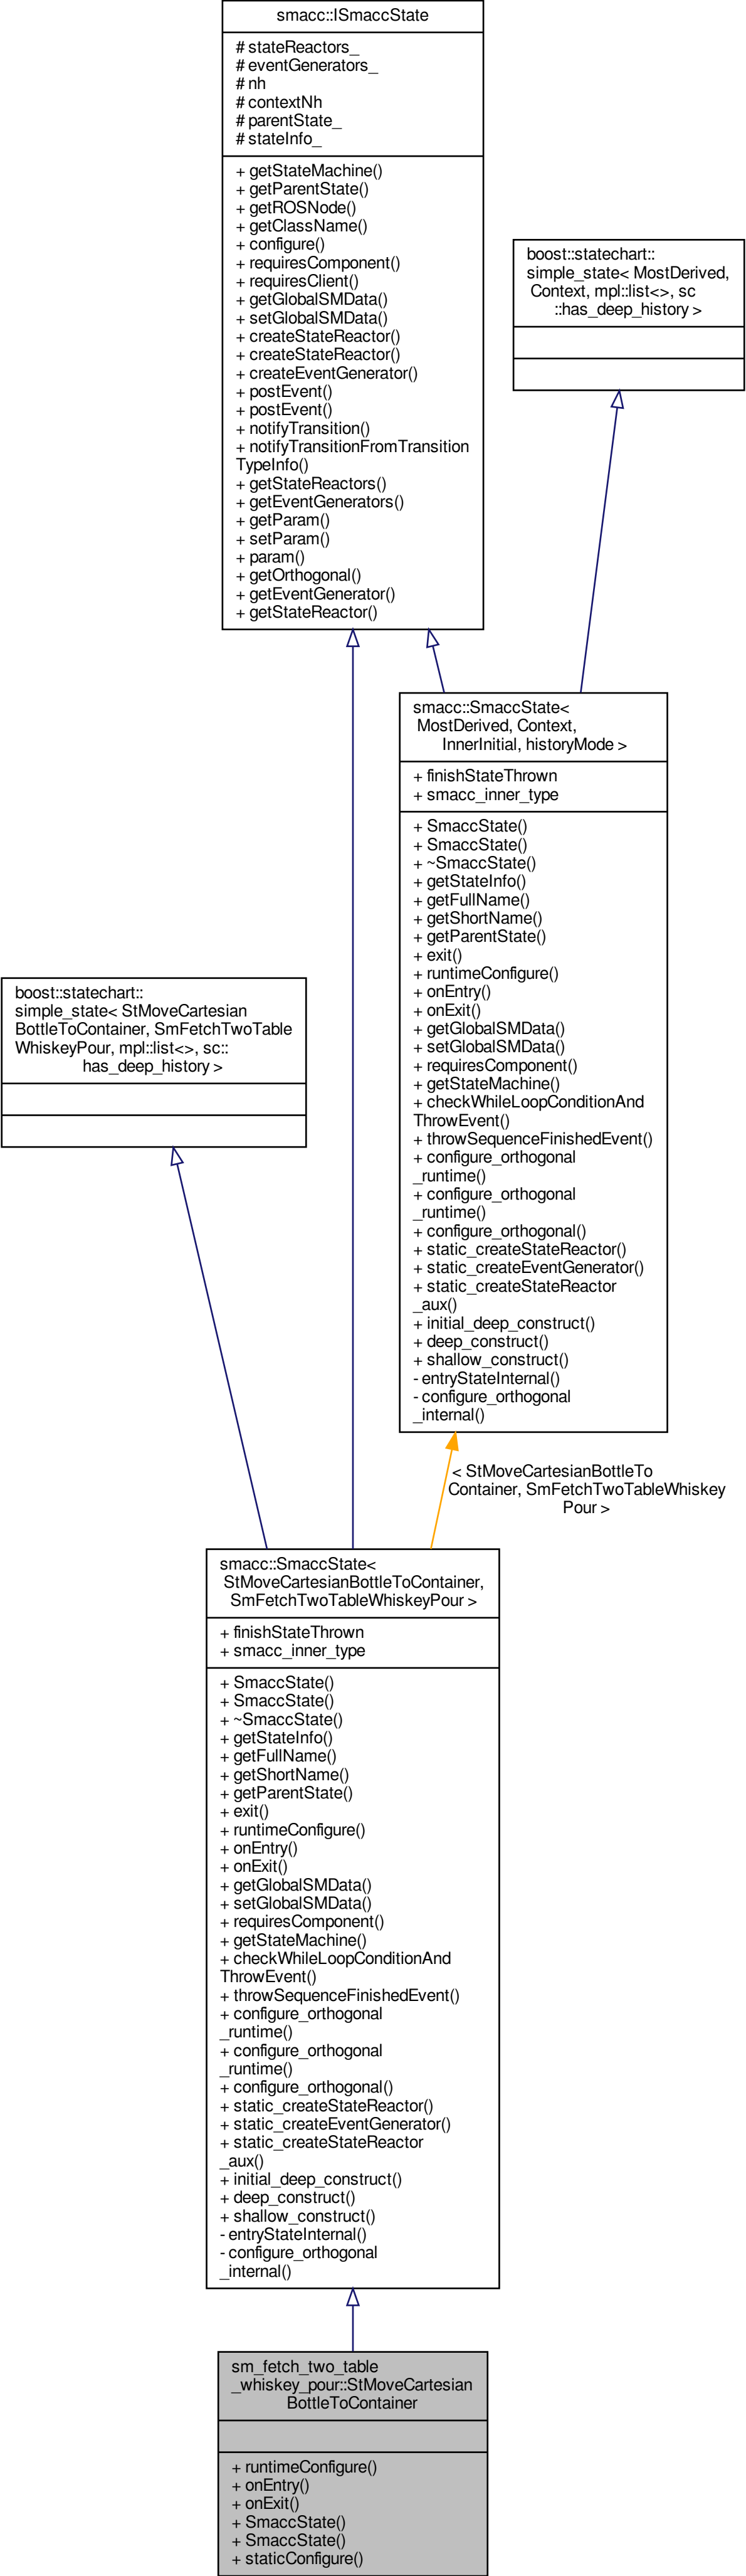 smacc::ISmaccState
# stateReactors_
# eventGenerators_
# nh
# contextNh
# parentState_
# stateInfo_
+ getStateMachine()
+ getParentState()
+ getROSNode()
+ getClassName()
+ configure()
+ requiresComponent()
+ requiresClient()
+ getGlobalSMData()
+ setGlobalSMData()
+ createStateReactor()
+ createStateReactor()
+ createEventGenerator()
+ postEvent()
+ postEvent()
+ notifyTransition()
+ notifyTransitionFromTransition
TypeInfo()
+ getStateReactors()
+ getEventGenerators()
+ getParam()
+ setParam()
+ param()
+ getOrthogonal()
+ getEventGenerator()
+ getStateReactor()
boost::statechart::
simple_state< MostDerived,
Context, mpl::list<>, sc
::has_deep_history >
smacc::SmaccState<
MostDerived, Context,
InnerInitial, historyMode >
+ finishStateThrown
+ smacc_inner_type
+ SmaccState()
+ SmaccState()
+ ~SmaccState()
+ getStateInfo()
+ getFullName()
+ getShortName()
+ getParentState()
+ exit()
+ runtimeConfigure()
+ onEntry()
+ onExit()
+ getGlobalSMData()
+ setGlobalSMData()
+ requiresComponent()
+ getStateMachine()
+ checkWhileLoopConditionAnd
ThrowEvent()
+ throwSequenceFinishedEvent()
+ configure_orthogonal
_runtime()
+ configure_orthogonal
_runtime()
+ configure_orthogonal()
+ static_createStateReactor()
+ static_createEventGenerator()
+ static_createStateReactor
_aux()
+ initial_deep_construct()
+ deep_construct()
+ shallow_construct()
- entryStateInternal()
- configure_orthogonal
_internal()
boost::statechart::
simple_state< StMoveCartesian
BottleToContainer, SmFetchTwoTable
WhiskeyPour, mpl::list<>, sc::
has_deep_history >
< StMoveCartesianBottleTo
Container, SmFetchTwoTableWhiskey
Pour >
smacc::SmaccState<
StMoveCartesianBottleToContainer,
SmFetchTwoTableWhiskeyPour >
+ finishStateThrown
+ smacc_inner_type
+ SmaccState()
+ SmaccState()
+ ~SmaccState()
+ getStateInfo()
+ getFullName()
+ getShortName()
+ getParentState()
+ exit()
+ runtimeConfigure()
+ onEntry()
+ onExit()
+ getGlobalSMData()
+ setGlobalSMData()
+ requiresComponent()
+ getStateMachine()
+ checkWhileLoopConditionAnd
ThrowEvent()
+ throwSequenceFinishedEvent()
+ configure_orthogonal
_runtime()
+ configure_orthogonal
_runtime()
+ configure_orthogonal()
+ static_createStateReactor()
+ static_createEventGenerator()
+ static_createStateReactor
_aux()
+ initial_deep_construct()
+ deep_construct()
+ shallow_construct()
- entryStateInternal()
- configure_orthogonal
_internal()
sm_fetch_two_table
_whiskey_pour::StMoveCartesian
BottleToContainer
+ runtimeConfigure()
+ onEntry()
+ onExit()
+ SmaccState()
+ SmaccState()
+ staticConfigure()